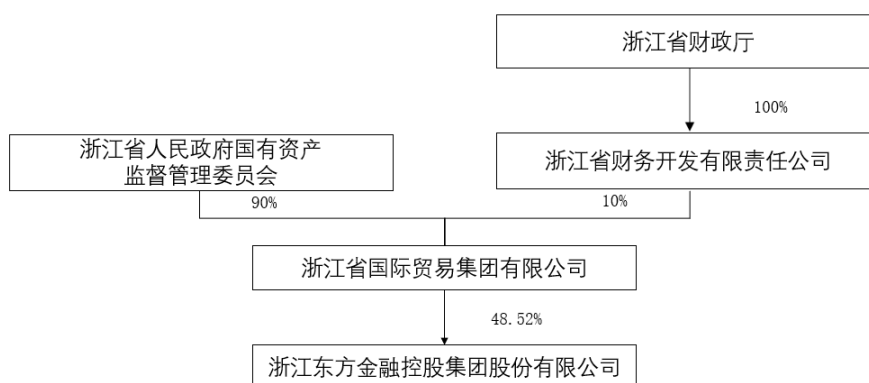 浙江省财政厅
100%
浙江省人民政府国有资产
监督管理委员会
浙江省财务开发有限责任公司
90%
10%
浙江省国际贸易集团有限公司
48.52%
浙江东方金融控股集团股份有限公司